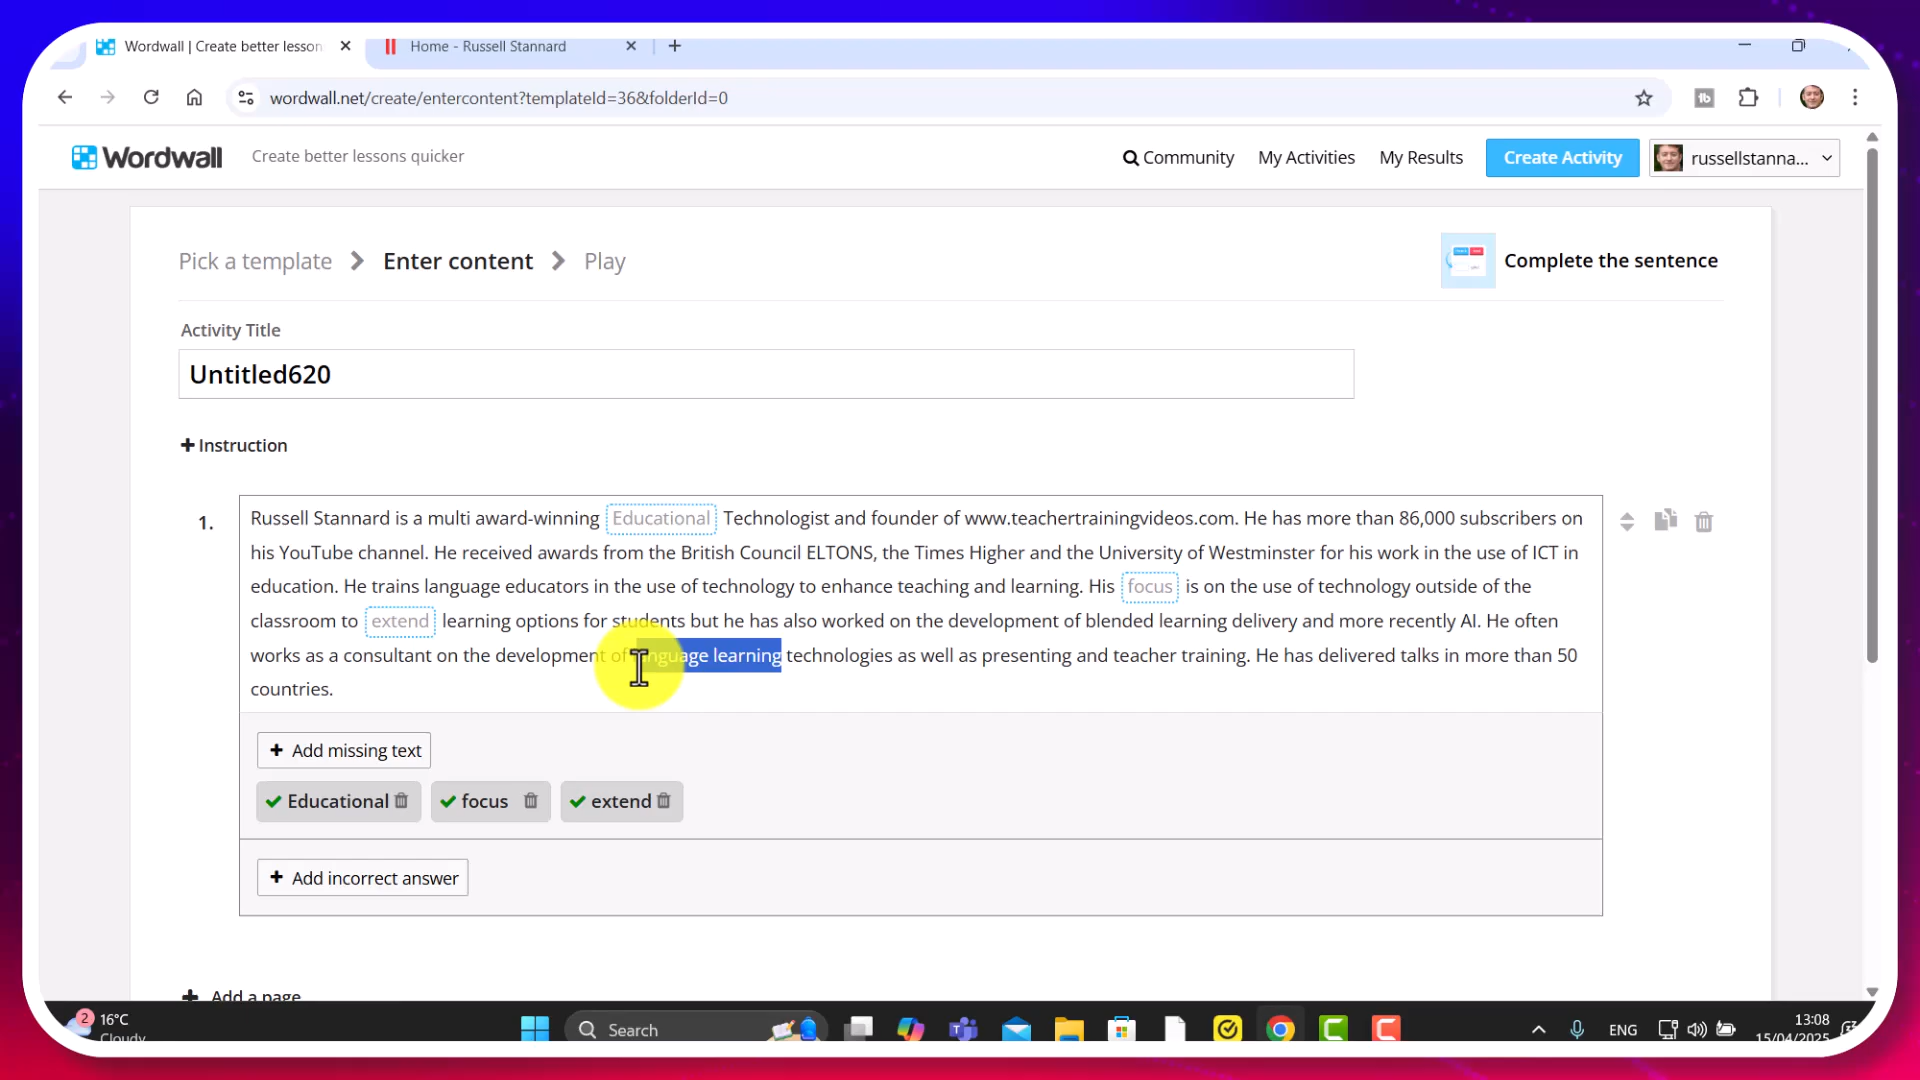 Wordwall | Create better lesson
Home - Russell Stannard
wordwall.net/create/entercontent?templateId=36&folderId=0
Wordwall
Create better lessons quicker
Community
My Activities
My Results
Create Activity
russellstanna...
Pick a template
Enter content
Play
Complete the sentence
Activity Title
Untitled620
+ Instruction
1.
Russell Stannard is a multi award-winning Educational Technologist and founder of www.teachertrainingvideos.com. He has more than 86,000 subscribers on
his YouTube channel. He received awards from the British Council ELTONS, the Times Higher and the University of Westminster for his work in the use of ICT in
education. He trains language educators in the use of technology to enhance teaching and learning. His focus is on the use of technology outside of the
classroom to extend learning options for students but he has also worked on the development of blended learning delivery and more recently AI. He often
works as a consultant on the development of language learning technologies as well as presenting and teacher training. He has delivered talks in more than 50
countries.
+ Add missing text
Educational
focus
extend
+ Add incorrect answer
+ Add a page
2
16°C
Cloudy
Search
ENG
13:08
15/04/2025